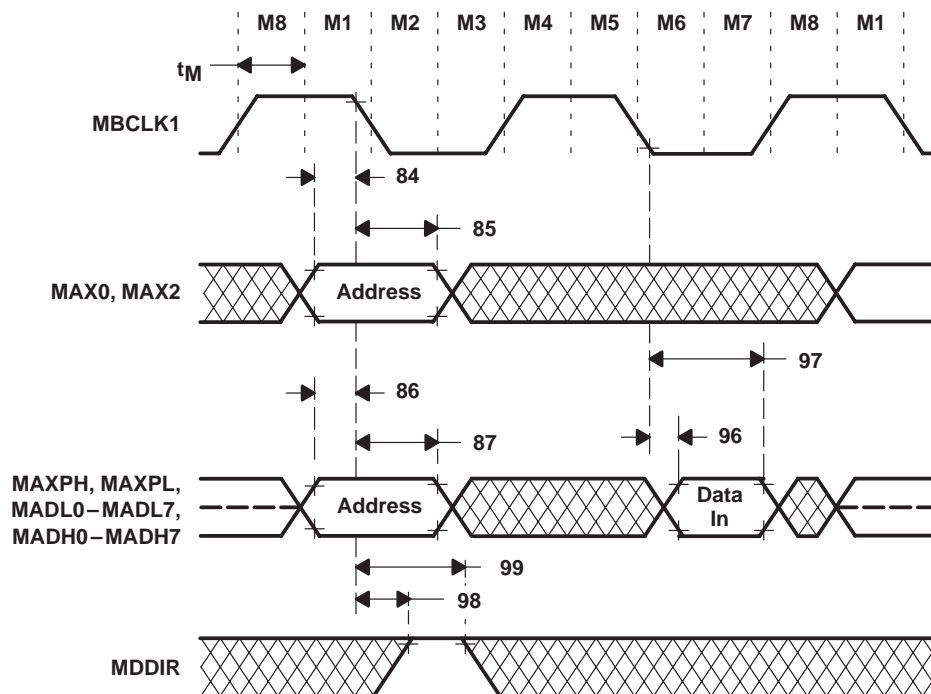 M8 M1 M2 M3 M4 M5 M6 M7 M8 M1
tM
MBCLK1
84
85
MAX0, MAX2
Address
97
86
87
96
MAXPH, MAXPL,
MADL0–MADL7,
MADH0–MADH7
Address
Data
In
99
98
MDDIR